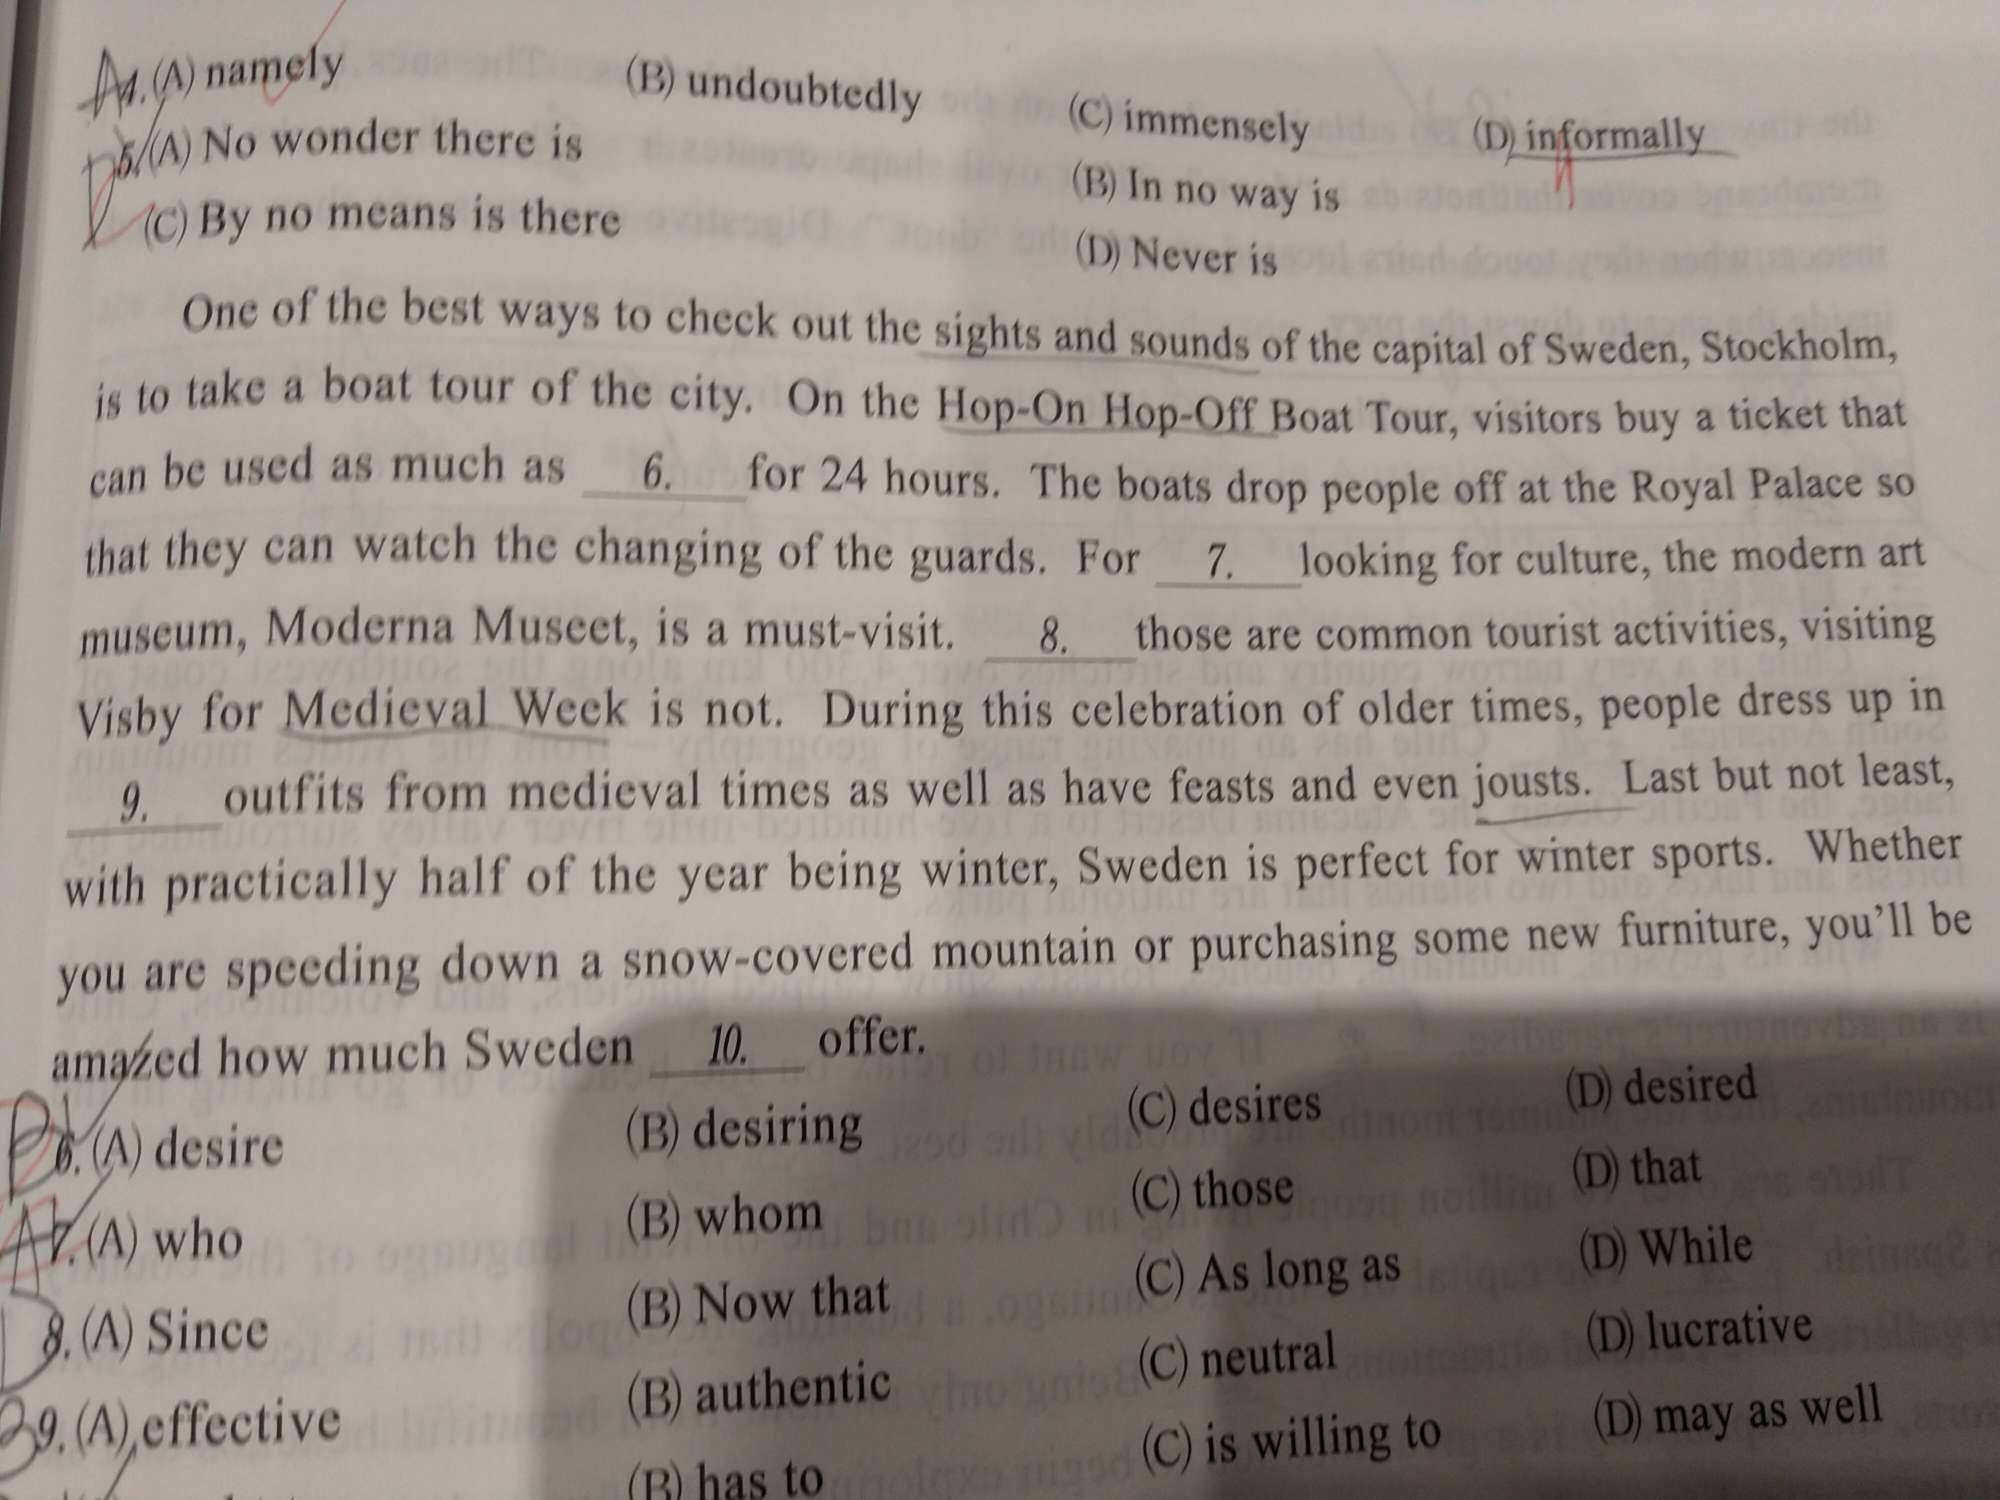 A 4. (A) namely (B) undoubtedly (C) immensely (D) informally
5. (A) No wonder there is (B) In no way is
(C) By no means is there (D) Never is
One of the best ways to check out the sights and sounds of the capital of Sweden, Stockholm,
is to take a boat tour of the city. On the Hop-On Hop-Off Boat Tour, visitors buy a ticket that
can be used as much as 6. for 24 hours. The boats drop people off at the Royal Palace so
that they can watch the changing of the guards. For 7. looking for culture, the modern art
museum, Moderna Museet, is a must-visit. 8. those are common tourist activities, visiting
Visby for Medieval Week is not. During this celebration of older times, people dress up in
9. outfits from medieval times as well as have feasts and even jousts. Last but not least,
with practically half of the year being winter, Sweden is perfect for winter sports. Whether
you are speeding down a snow-covered mountain or purchasing some new furniture, you'll be
amazed how much Sweden 10. offer.
6. (A) desire (B) desiring (C) desires (D) desired
A 7. (A) who (B) whom (C) those (D) that
D 8. (A) Since (B) Now that (C) As long as (D) While
B 9. (A) effective (B) authentic (C) neutral (D) lucrative
(B) has to (C) is willing to (D) may as well